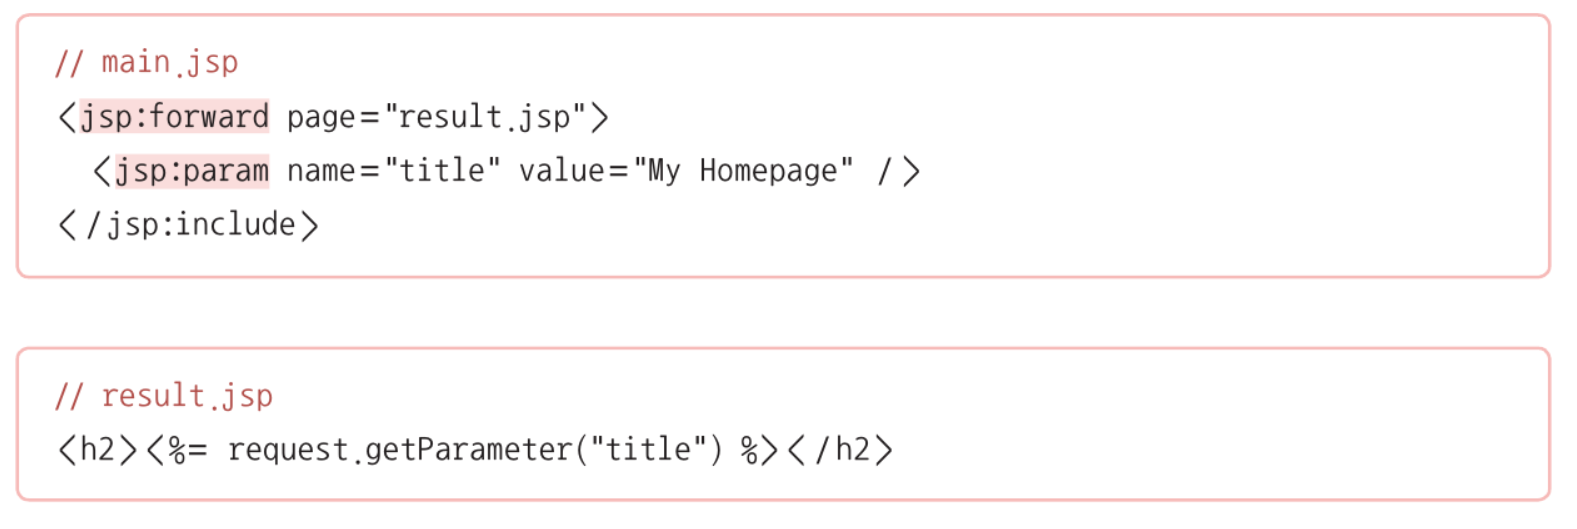 // main.jsp
<jsp:forward page="result.jsp">
<jsp:param name="title" value="My Homepage" />
</jsp:include>
// result.jsp
<h2><%= request.getParameter("title") %></h2>